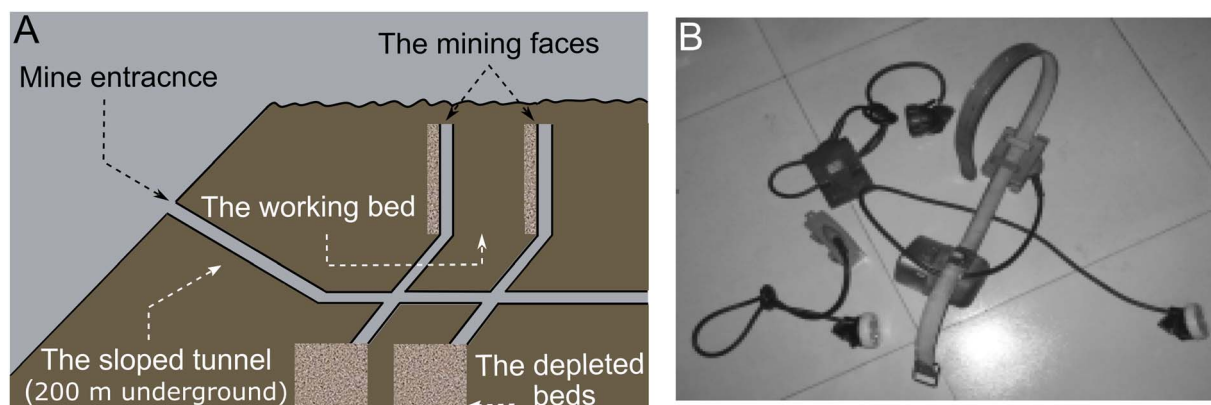 A
The mining faces
Mine entracnce
The working bed
The sloped tunnel
(200 m underground)
The depleted
beds
B